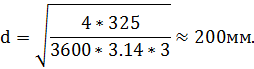 d = √(4 * 325 / (3600 * 3.14 * 3)) ≈ 200мм.